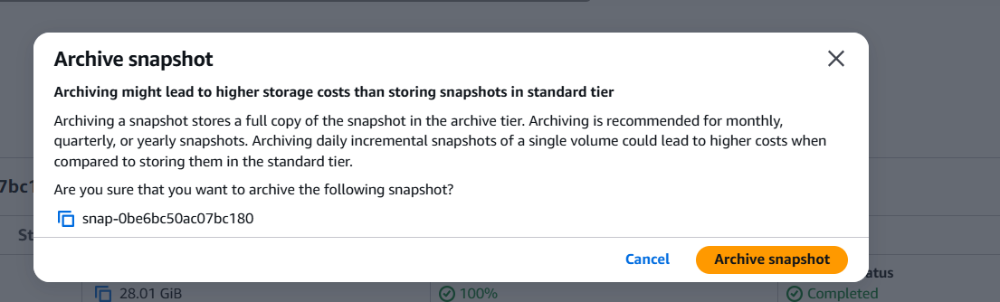 Archive snapshot
Archiving might lead to higher storage costs than storing snapshots in standard tier
Archiving a snapshot stores a full copy of the snapshot in the archive tier. Archiving is recommended for monthly,
quarterly, or yearly snapshots. Archiving daily incremental snapshots of a single volume could lead to higher costs when
compared to storing them in the standard tier.
Are you sure that you want to archive the following snapshot?
7bc1
snap-0be6bc50ac07bc180
St
Cancel
Archive snapshot
atus
28.01 GiB
100%
Completed